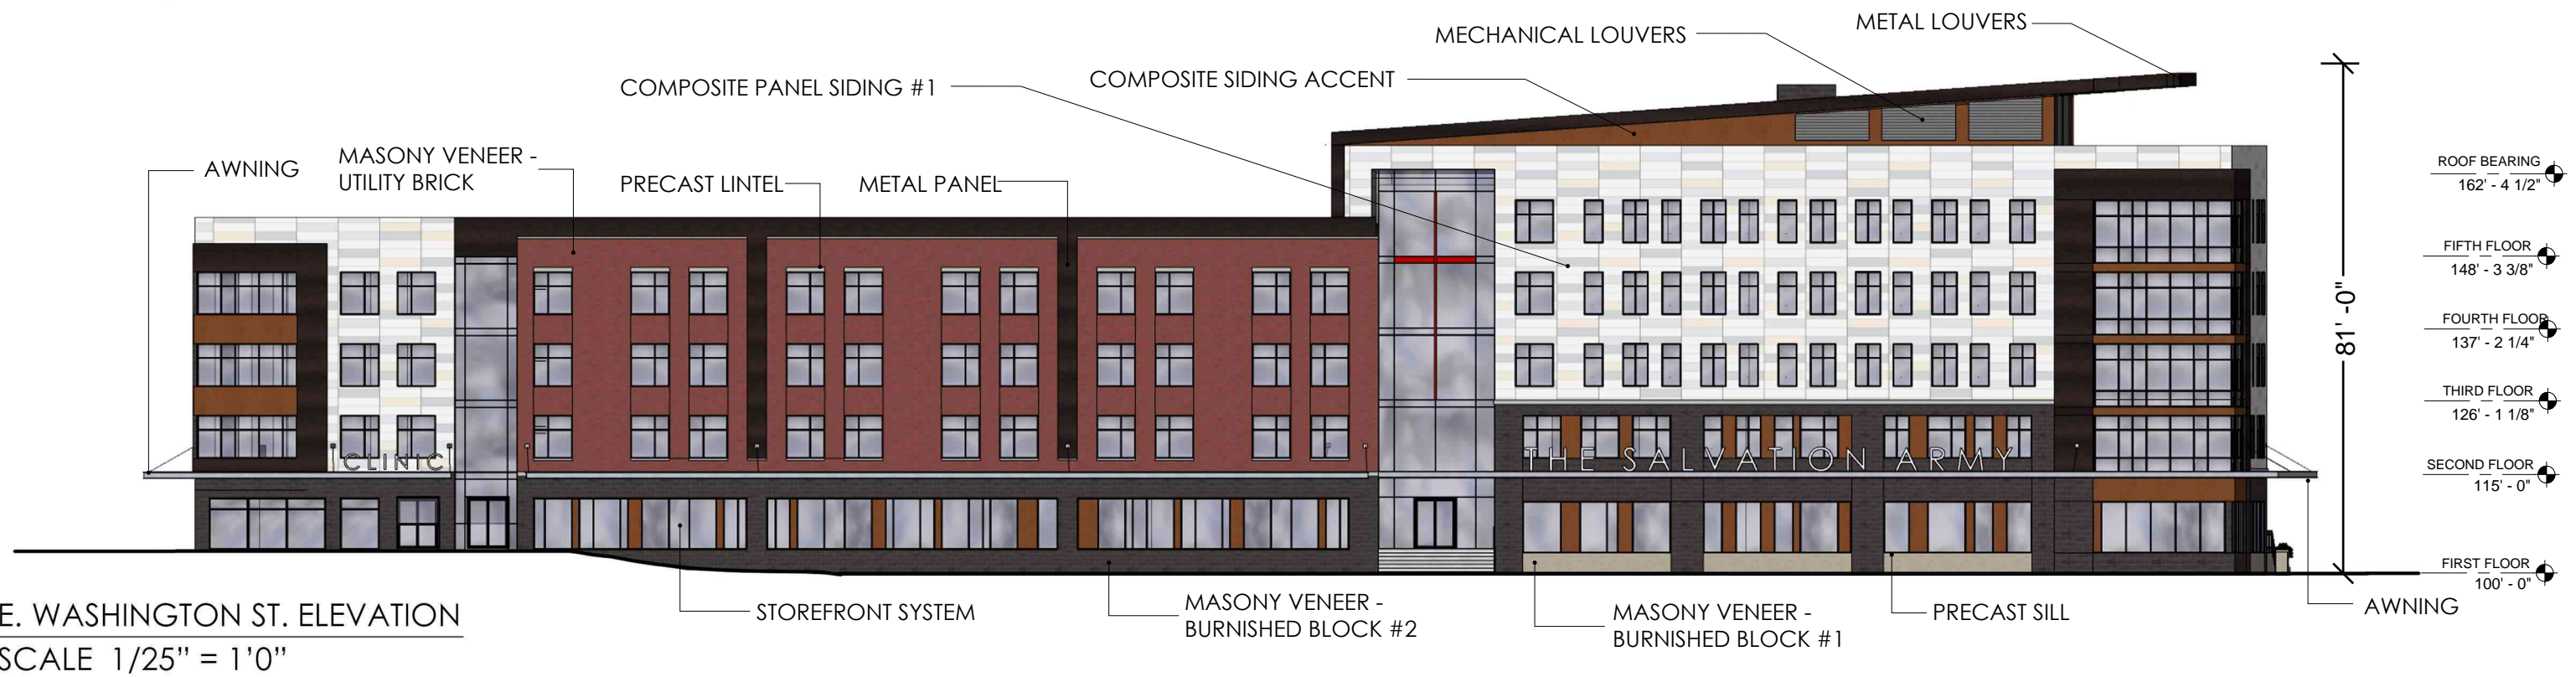 METAL LOUVERS
MECHANICAL LOUVERS
COMPOSITE SIDING ACCENT
COMPOSITE PANEL SIDING #1
MASONY VENEER -
UTILITY BRICK
AWNING
PRECAST LINTEL
METAL PANEL
ROOF BEARING
162' - 4 1/2"
FIFTH FLOOR
148' - 3 3/8"
FOURTH FLOOR
137' - 2 1/4"
THIRD FLOOR
126' - 1 1/8"
SECOND FLOOR
115' - 0"
FIRST FLOOR
100' - 0"
81' -0"
CLINIC
THE SALVATION ARMY
STOREFRONT SYSTEM
MASONY VENEER -
BURNISHED BLOCK #2
MASONY VENEER -
BURNISHED BLOCK #1
PRECAST SILL
AWNING
E. WASHINGTON ST. ELEVATION
SCALE 1/25" = 1'0"